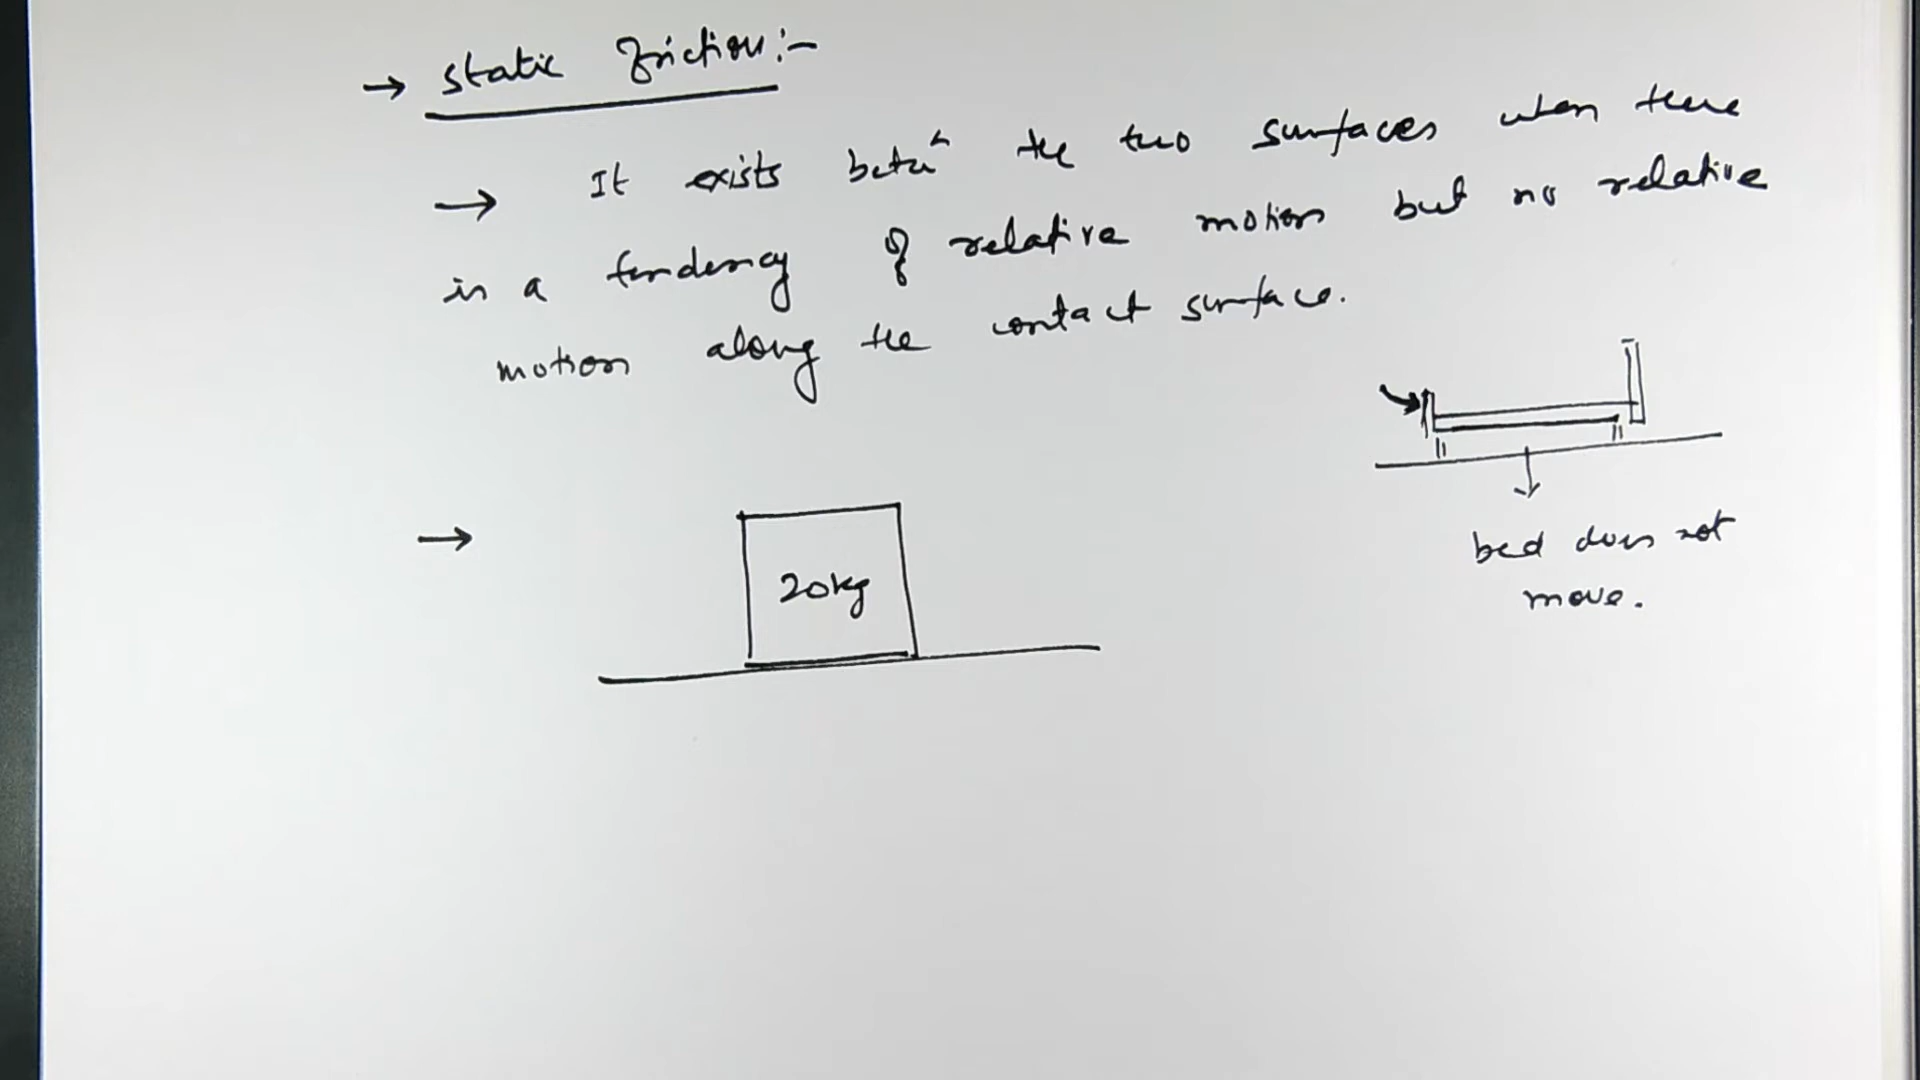 → static friction:-
→ It exists betwn the two surfaces when there
is a tendency of relative motion but no relative
motion along the contact surface.
→ 20kg
bed does not
move.